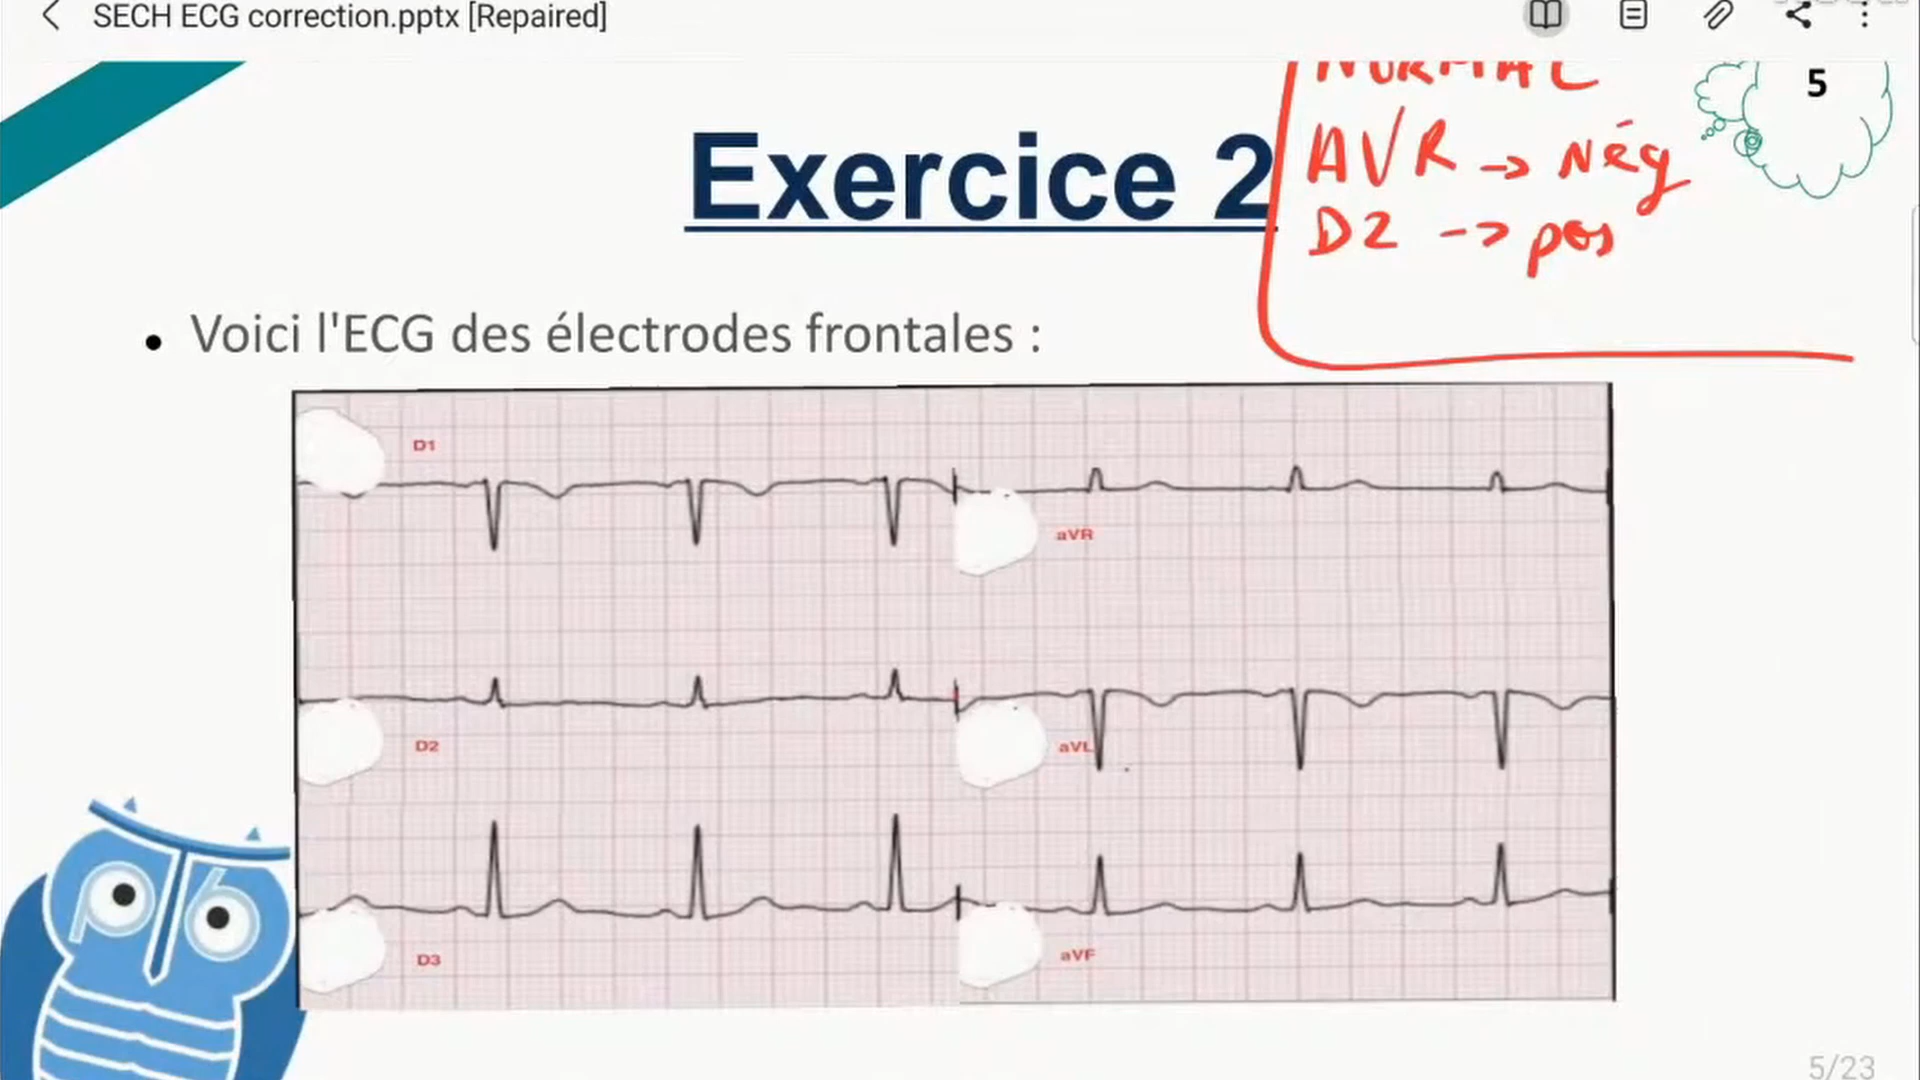 SECH ECG correction.pptx [Repaired]
NORMAL
5
AVR → Nég
D2 -> pos
Exercice 2
• Voici l'ECG des électrodes frontales :
D1
aVR
D2
aVL
D3
aVF
5/23